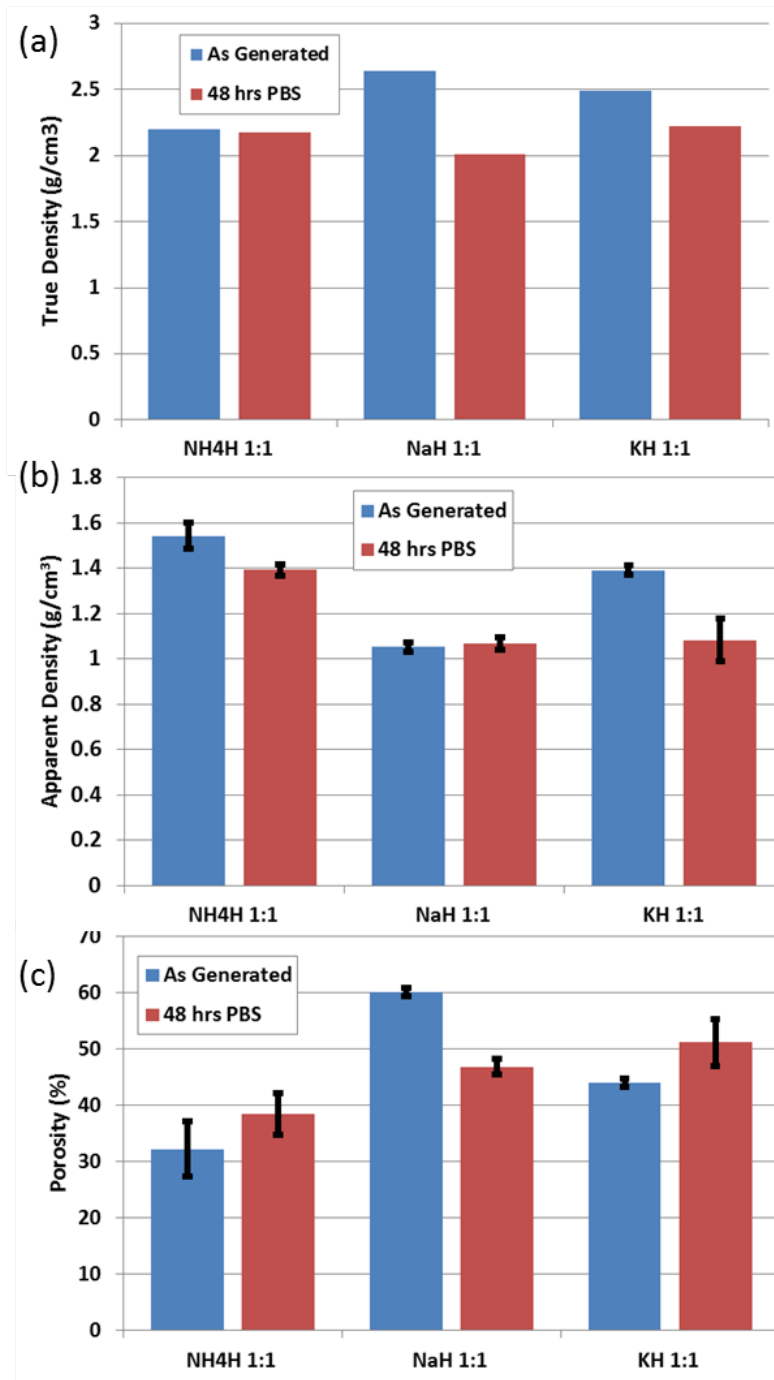 (a)
True Density (g/cm3)
3
2.5
2
1.5
1
0.5
0
As Generated
48 hrs PBS
NH4H 1:1
NaH 1:1
KH 1:1
(b)
Apparent Density (g/cm³)
1.8
1.6
1.4
1.2
1
0.8
0.6
0.4
0.2
0
As Generated
48 hrs PBS
NH4H 1:1
NaH 1:1
KH 1:1
(c)
Porosity (%)
70
60
50
40
30
20
10
0
As Generated
48 hrs PBS
NH4H 1:1
NaH 1:1
KH 1:1